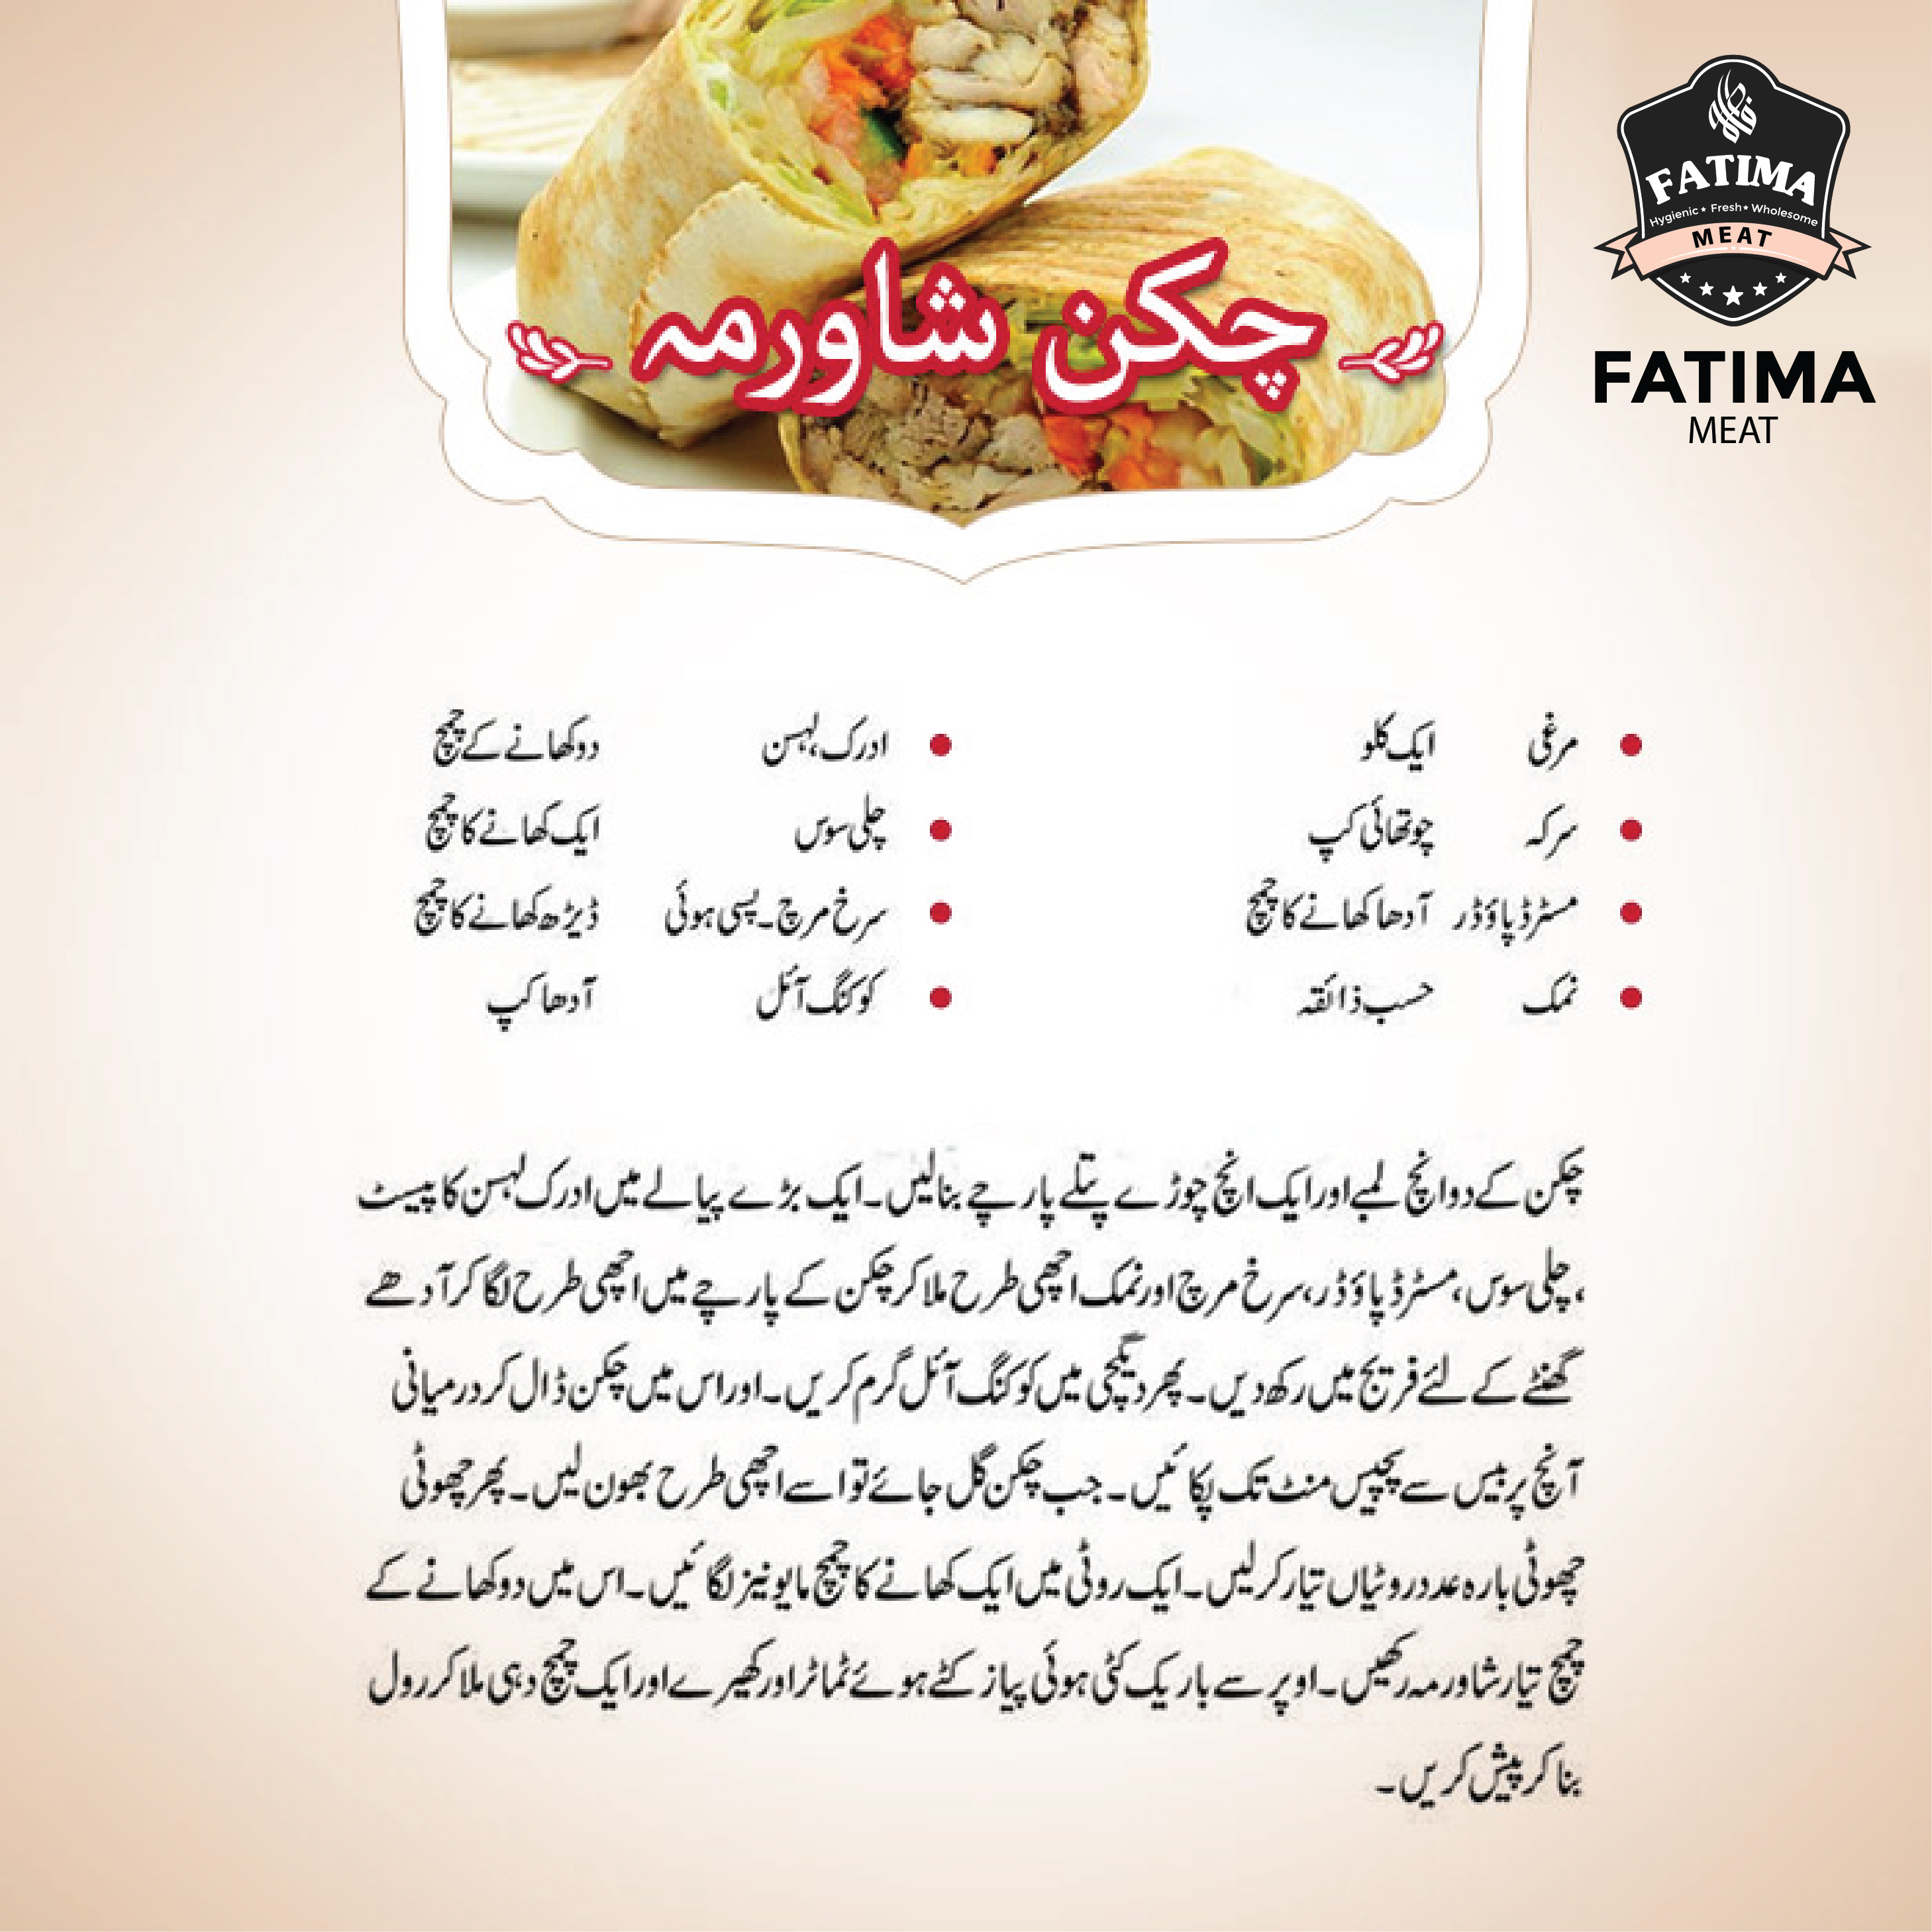 FATIMA
Hygienic ★ Fresh ★ Wholesome
MEAT
FATIMA
MEAT
چکن شاورمہ
مرغی ایک کلو
سرکہ چوتھائی کپ
مسٹرڈ پاؤڈر آدھا کھانے کا چمچ
نمک حسب ذائقہ
ادرک، لہسن دو کھانے کے چمچ
چلی سوس ایک کھانے کا چمچ
سرخ مرچ۔ پسی ہوئی ڈیڑھ کھانے کا چمچ
کوکنگ آئل آدھا کپ
چکن کے دو انچ لمبے اور ایک انچ چوڑے پتلے پارچے بنالیں۔ ایک بڑے پیالے میں ادرک لہسن کا پیسٹ
،چلی سوس، مسٹرڈ پاؤڈر، سرخ مرچ اور نمک اچھی طرح ملا کر چکن کے پارچے میں اچھی طرح لگا کر آدھے
گھنٹے کے لئے فریج میں رکھ دیں۔ پھر دیگچی میں کوکنگ آئل گرم کریں۔ اور اس میں چکن ڈال کر درمیانی
آنچ پر بیس سے پچیس منٹ تک پکائیں۔ جب چکن گل جائے تو اسے اچھی طرح بھون لیں۔ پھر چھوٹی
چھوٹی بارہ عدد روٹیاں تیار کرلیں۔ ایک روٹی میں ایک کھانے کا چمچ مایونیز لگائیں۔ اس میں دو کھانے کے
چمچ تیار شاورمہ رکھیں۔ اوپر سے باریک کٹی ہوئی پیاز کٹے ہوئے ٹماٹر اور کھیرے اور ایک چمچ دہی ملا کر رول
بنا کر پیش کریں۔